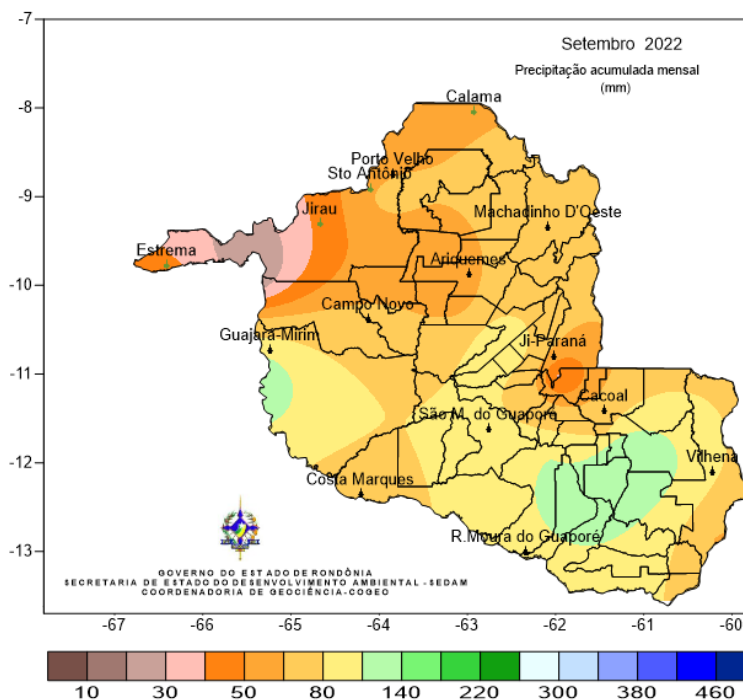 -7
Setembro 2022
Precipitação acumulada mensal
(mm)
-8
Calama
Porto Velho
Sto Antônio
-9
Jirau
Machadinho D'Oeste
Estrema
Ariquemes
-10
Campo Novo
Guajará-Mirim
Ji-Paraná
-11
Cacoal
São M. do Guaporé
Vilhena
-12
Costa Marques
R.Moura do Guaporé
-13
GOVERNO DO ESTADO DE RONDÔNIA
SECRETARIA DE ESTADO DO DESENVOLVIMENTO AMBIENTAL -SEDAM
COORDENADORIA DE GEOCIÊNCIA-COGEO
-67 -66 -65 -64 -63 -62 -61 -60
10 30 50 80 140 220 300 380 460